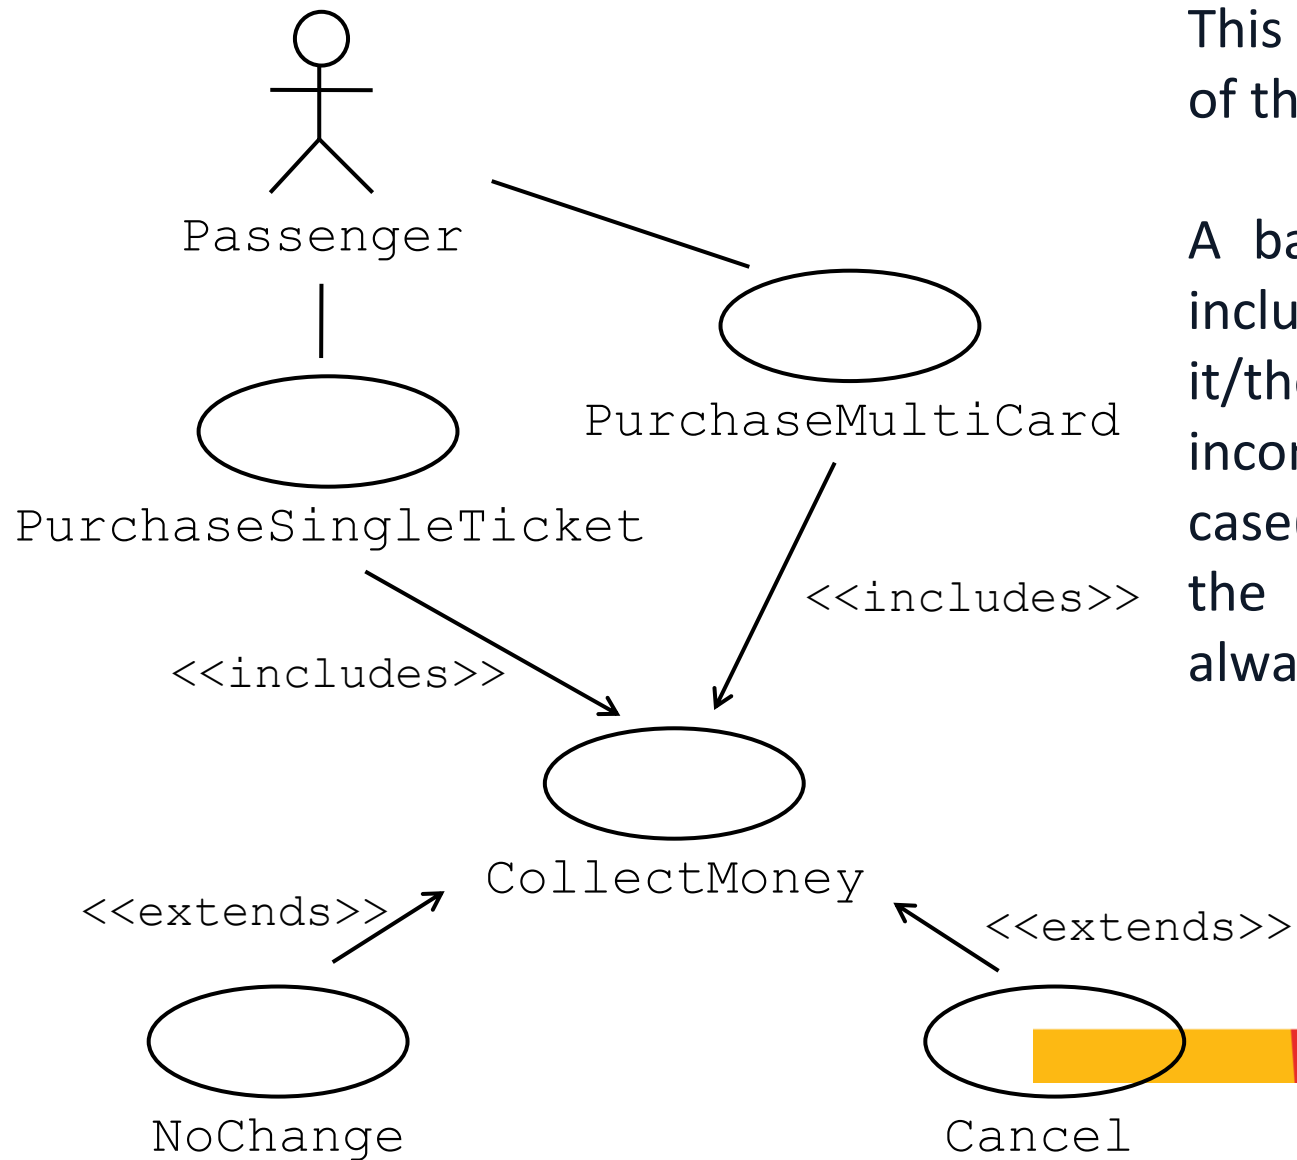 This
of th
Passenger
A ba
inclu
it/the
PurchaseMultiCard
incor
PurchaseSingleTicket
case(
<<includes>>
the
<<includes>>
alwa
CollectMoney
<<extends>>
<<extends>>
NoChange
Cancel